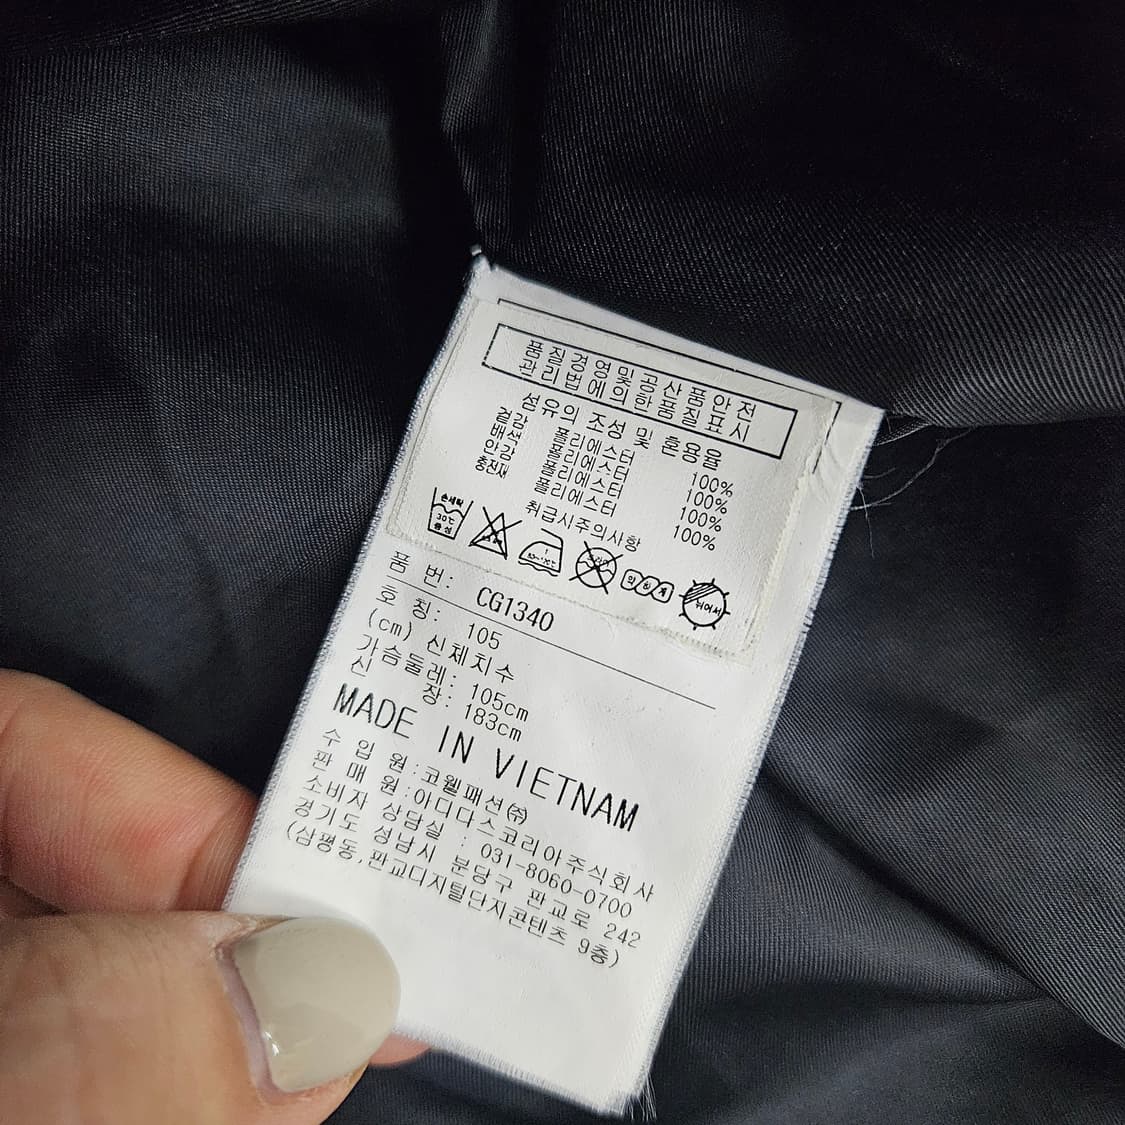 품질경영및공산품안전
관리법에의한품질표시
섬유의 조성 및 혼용율
겉감 폴리에스터 100%
배색 폴리에스터 100%
안감 폴리에스터 100%
충전재 폴리에스터 100%
취급시주의사항
손세탁 30℃ 중성 80~120℃ 드라이 약하게 뉘어서
품 번: CG1340
호 칭: 105
(cm) 신체치수
가슴둘레: 105cm
신 장: 183cm
MADE IN VIETNAM
수 입 원:코웰패션㈜
판 매 원:아디다스코리아주식회사
소비자 상담실 : 031-8060-0700
경기도 성남시 분당구 판교로 242
(삼평동,판교디지털단지콘텐츠 9층)